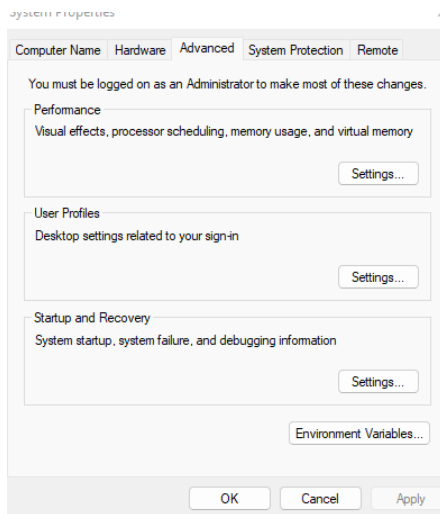 System Properties
Computer Name Hardware Advanced System Protection Remote
You must be logged on as an Administrator to make most of these changes.
Performance
Visual effects, processor scheduling, memory usage, and virtual memory
Settings...
User Profiles
Desktop settings related to your sign-in
Settings...
Startup and Recovery
System startup, system failure, and debugging information
Settings...
Environment Variables...
OK Cancel Apply